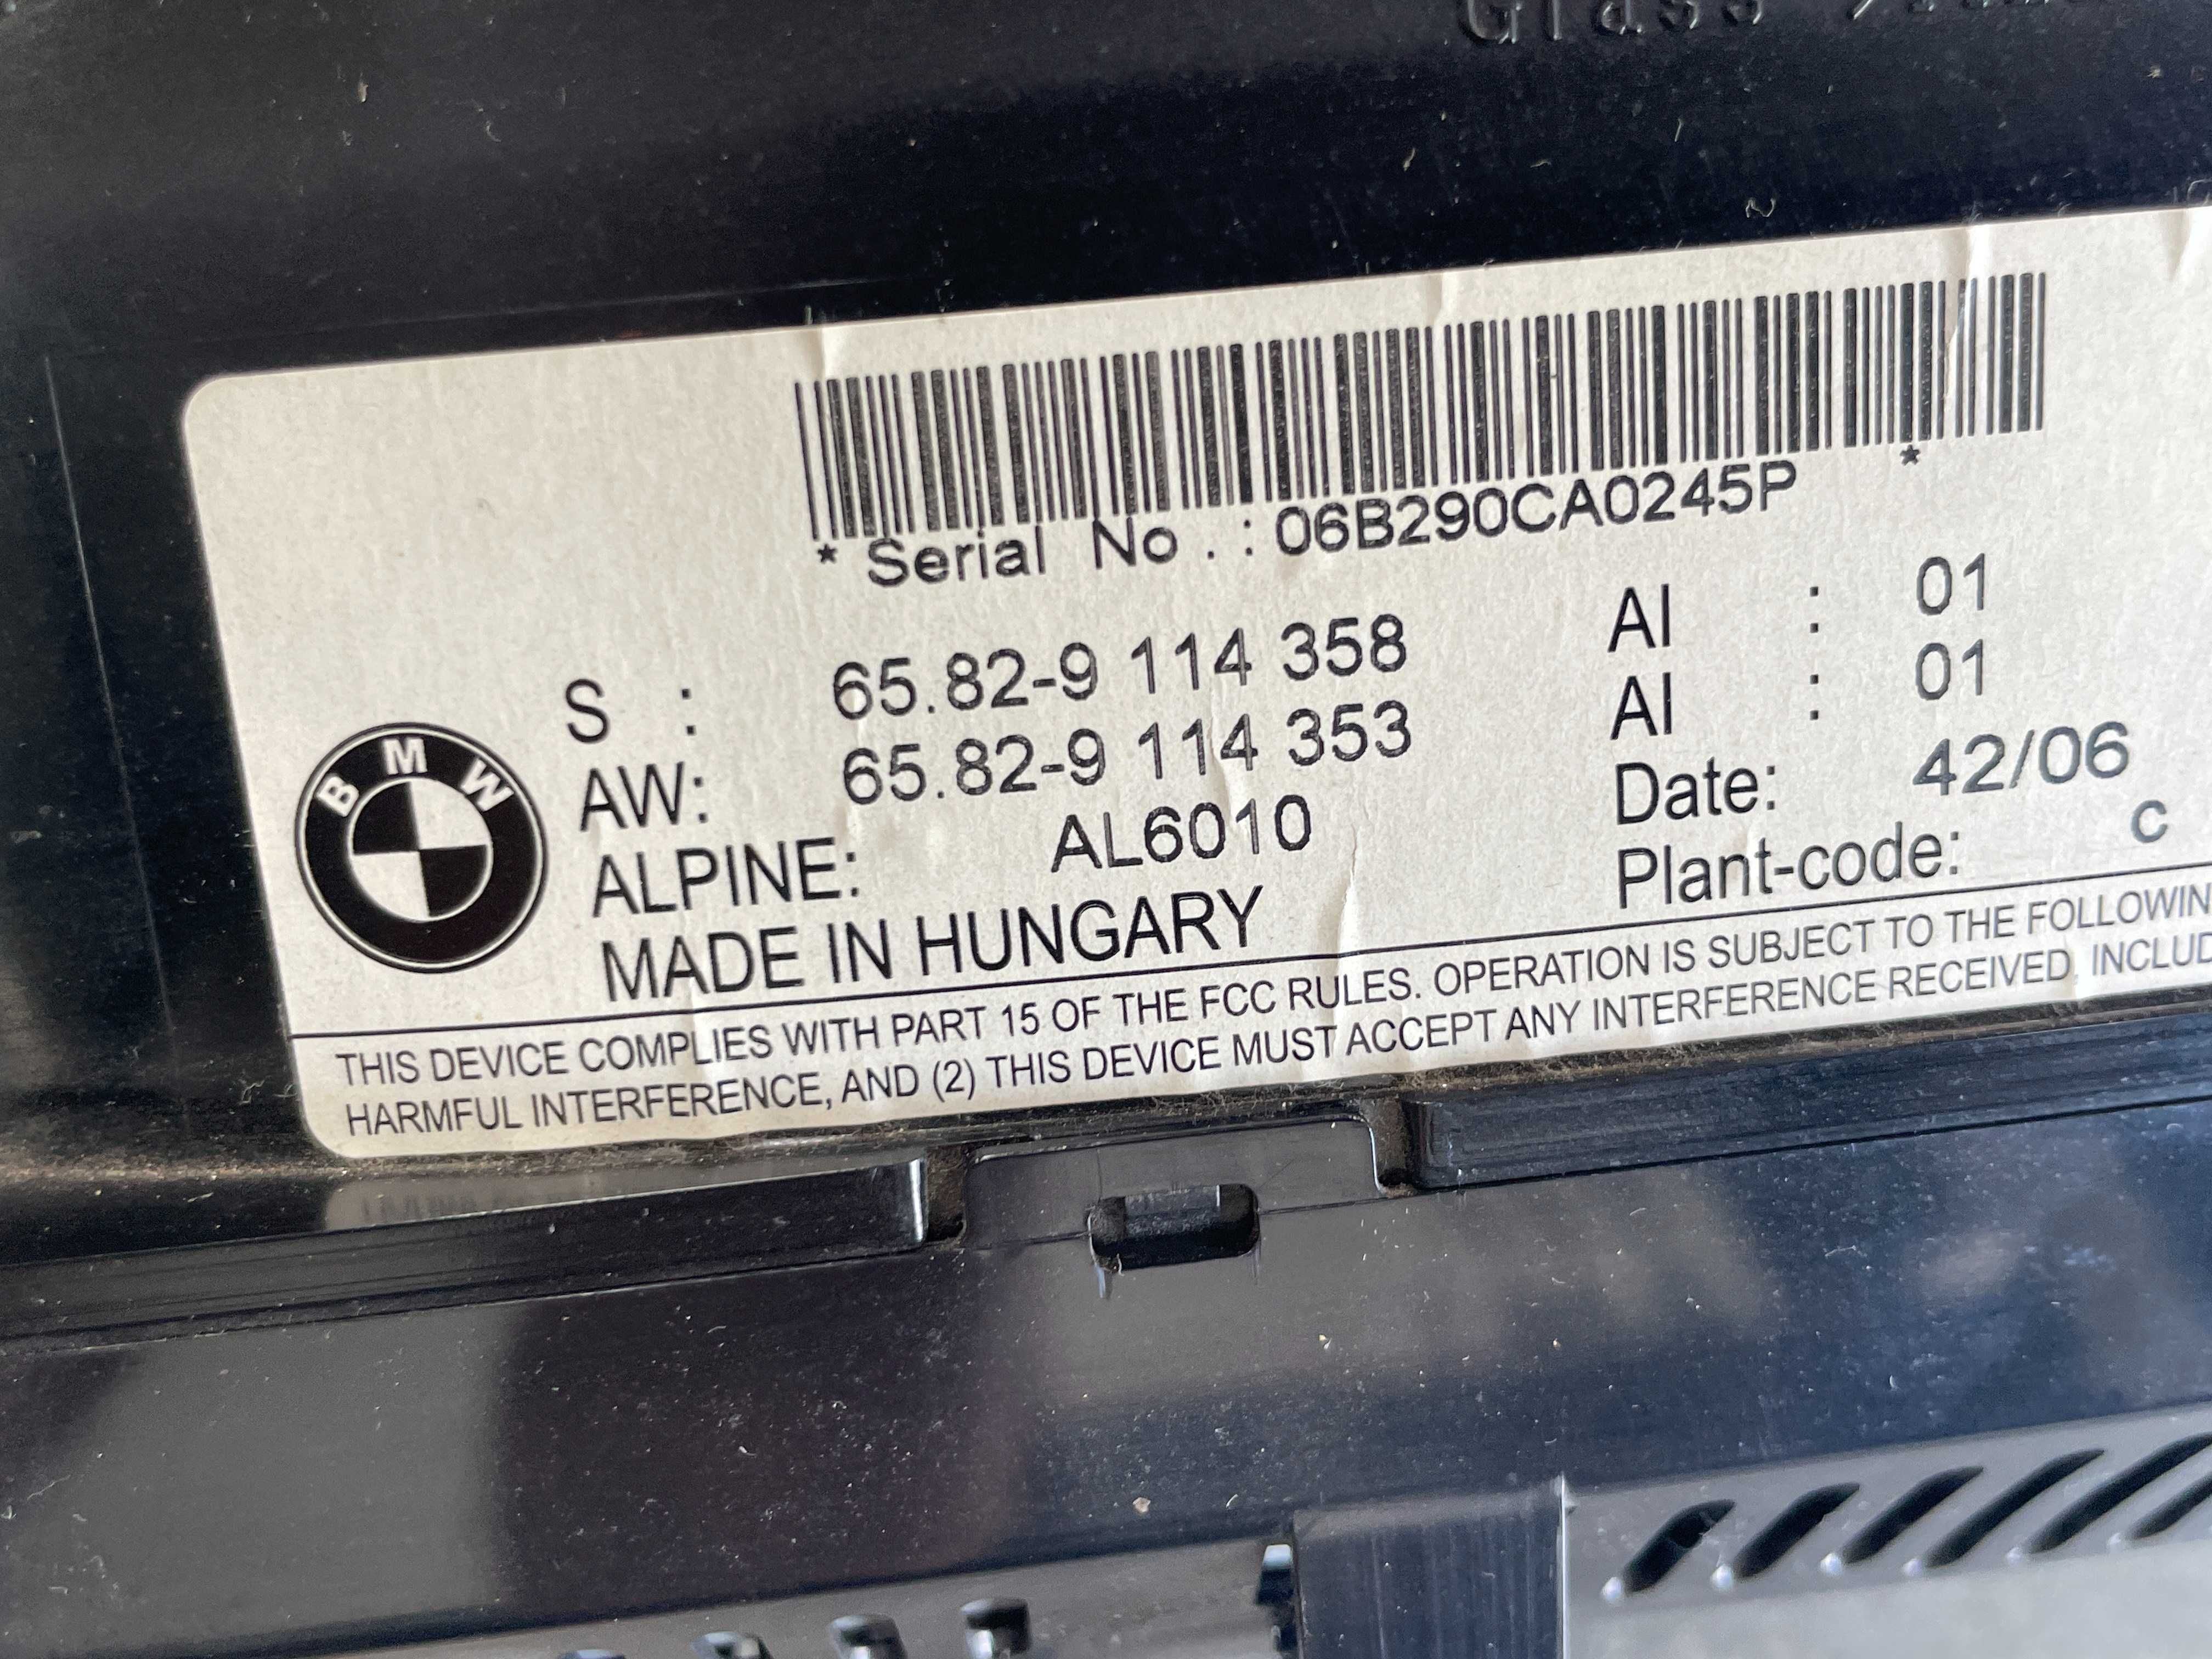 Glass
* Serial No.:06B290CA0245P *
S : 65.82-9 114 358 AI : 01
AW: 65.82-9 114 353 AI : 01
ALPINE: AL6010 Date: 42/06
MADE IN HUNGARY Plant-code: C
BMW
THIS DEVICE COMPLIES WITH PART 15 OF THE FCC RULES. OPERATION IS SUBJECT TO THE FOLLOWIN
HARMFUL INTERFERENCE, AND (2) THIS DEVICE MUST ACCEPT ANY INTERFERENCE RECEIVED, INCLUD